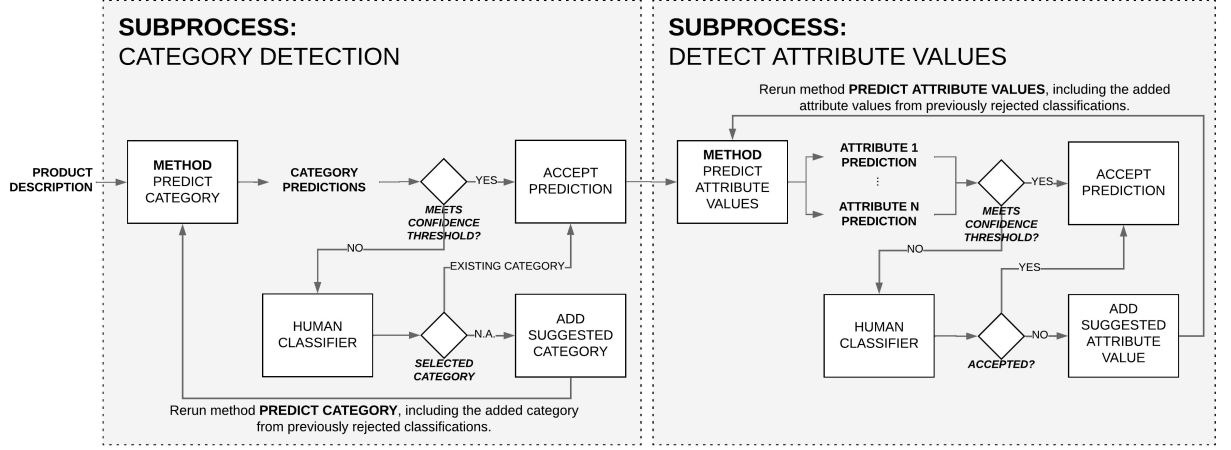 SUBPROCESS:
CATEGORY DETECTION
PRODUCT
DESCRIPTION
METHOD
PREDICT
CATEGORY
CATEGORY
PREDICTIONS
MEETS
CONFIDENCE
THRESHOLD?
YES
ACCEPT
PREDICTION
NO
EXISTING CATEGORY
HUMAN
CLASSIFIER
SELECTED
CATEGORY
N.A.
ADD
SUGGESTED
CATEGORY
Rerun method PREDICT CATEGORY, including the added category
from previously rejected classifications.
SUBPROCESS:
DETECT ATTRIBUTE VALUES
Rerun method PREDICT ATTRIBUTE VALUES, including the added
attribute values from previously rejected classifications.
METHOD
PREDICT
ATTRIBUTE
VALUES
ATTRIBUTE 1
PREDICTION
⋮
ATTRIBUTE N
PREDICTION
MEETS
CONFIDENCE
THRESHOLD?
YES
ACCEPT
PREDICTION
NO
YES
HUMAN
CLASSIFIER
ACCEPTED?
NO
ADD
SUGGESTED
ATTRIBUTE
VALUE